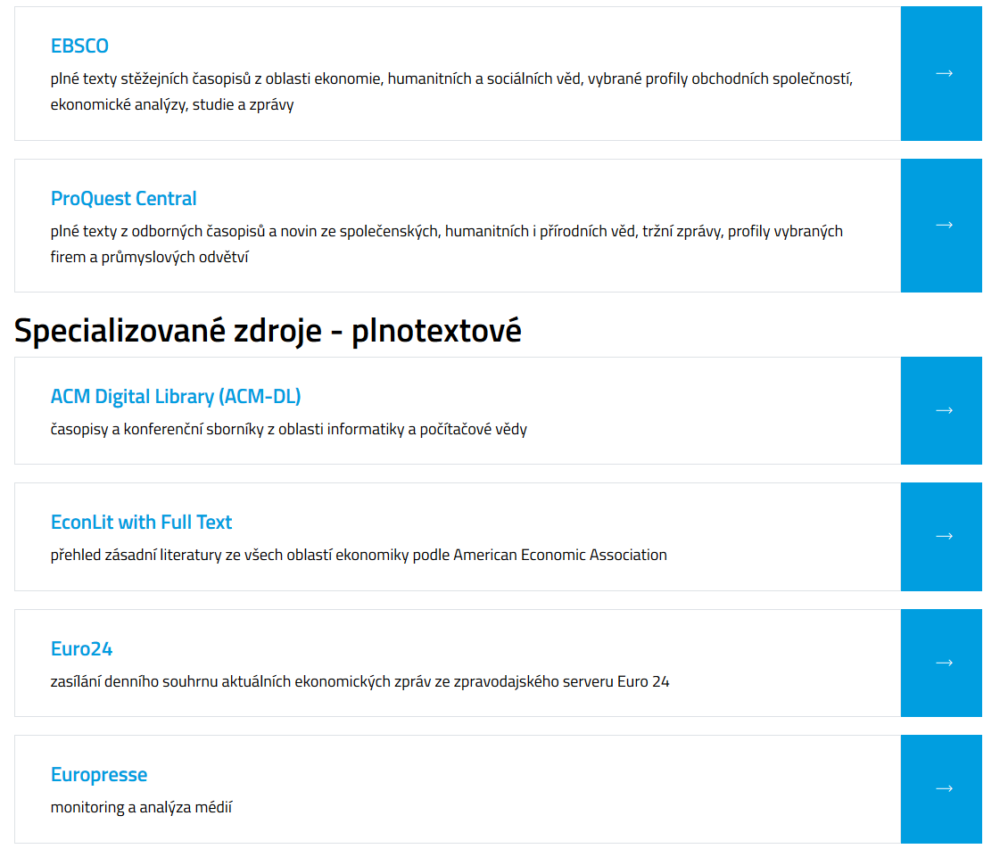 EBSCO
plné texty stěžejních časopisů z oblasti ekonomie, humanitních a sociálních věd, vybrané profily obchodních společností,
ekonomické analýzy, studie a zprávy
ProQuest Central
plné texty z odborných časopisů a novin ze společenských, humanitních i přírodních věd, tržní zprávy, profily vybraných
firem a průmyslových odvětví
Specializované zdroje - plnotextové
ACM Digital Library (ACM-DL)
časopisy a konferenční sborníky z oblasti informatiky a počítačové vědy
EconLit with Full Text
přehled zásadní literatury ze všech oblastí ekonomiky podle American Economic Association
Euro24
zasílání denního souhrnu aktuálních ekonomických zpráv ze zpravodajského serveru Euro 24
Europresse
monitoring a analýza médií